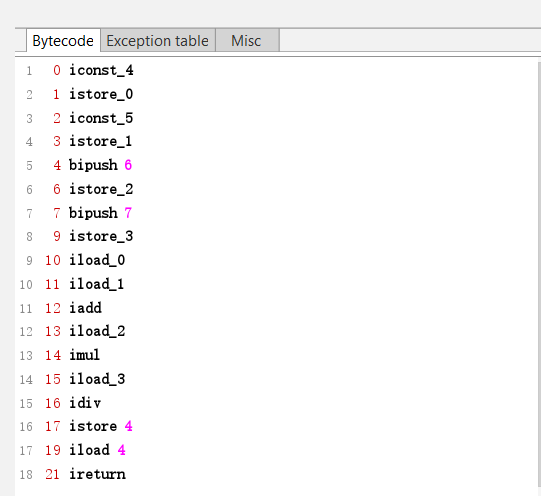 Bytecode Exception table Misc
1 0 iconst_4
2 1 istore_0
3 2 iconst_5
4 3 istore_1
5 4 bipush 6
6 6 istore_2
7 7 bipush 7
8 9 istore_3
9 10 iload_0
10 11 iload_1
11 12 iadd
12 13 iload_2
13 14 imul
14 15 iload_3
15 16 idiv
16 17 istore 4
17 19 iload 4
18 21 ireturn